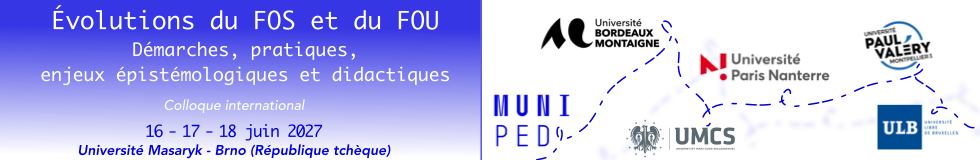 Évolutions du FOS et du FOU
Démarches, pratiques,
enjeux épistémologiques et didactiques
Colloque international
16 - 17 - 18 juin 2027
Université Masaryk - Brno (République tchèque)
Université
BORDEAUX
MONTAIGNE
Université
Paris Nanterre
UNIVERSITÉ
PAUL
VALÉRY
MONTPELLIER 3
MUNI
PED
UMCS
ULB
UNIVERSITÉ
LIBRE
DE BRUXELLES